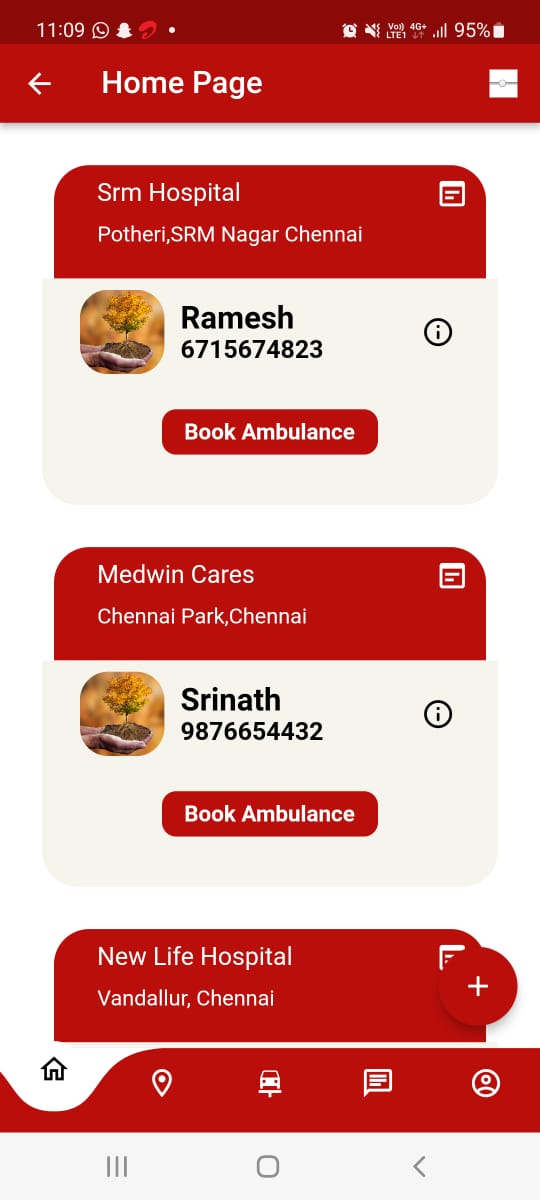 11:09
Vo)) 4G+
LTE1
95%
Home Page
Srm Hospital
Potheri,SRM Nagar Chennai
Ramesh
6715674823
Book Ambulance
Medwin Cares
Chennai Park,Chennai
Srinath
9876654432
Book Ambulance
New Life Hospital
Vandallur, Chennai